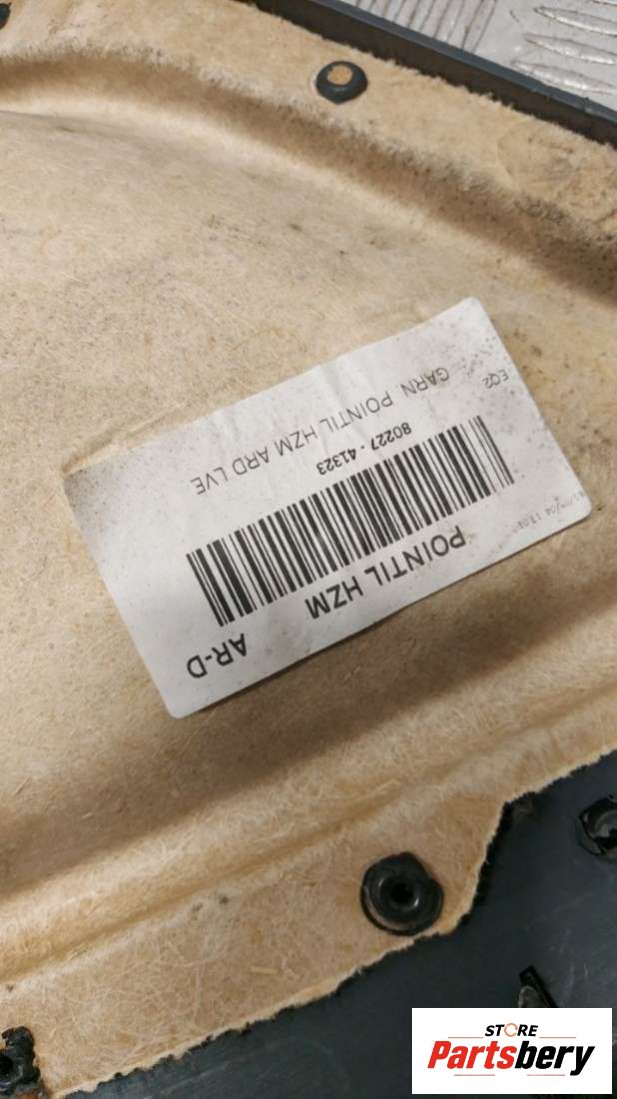 EQ2
GARN. POINTIL HZM ARD LVE
80227 - 41323
POINTIL HZM
AR-D
STORE
Partsbery